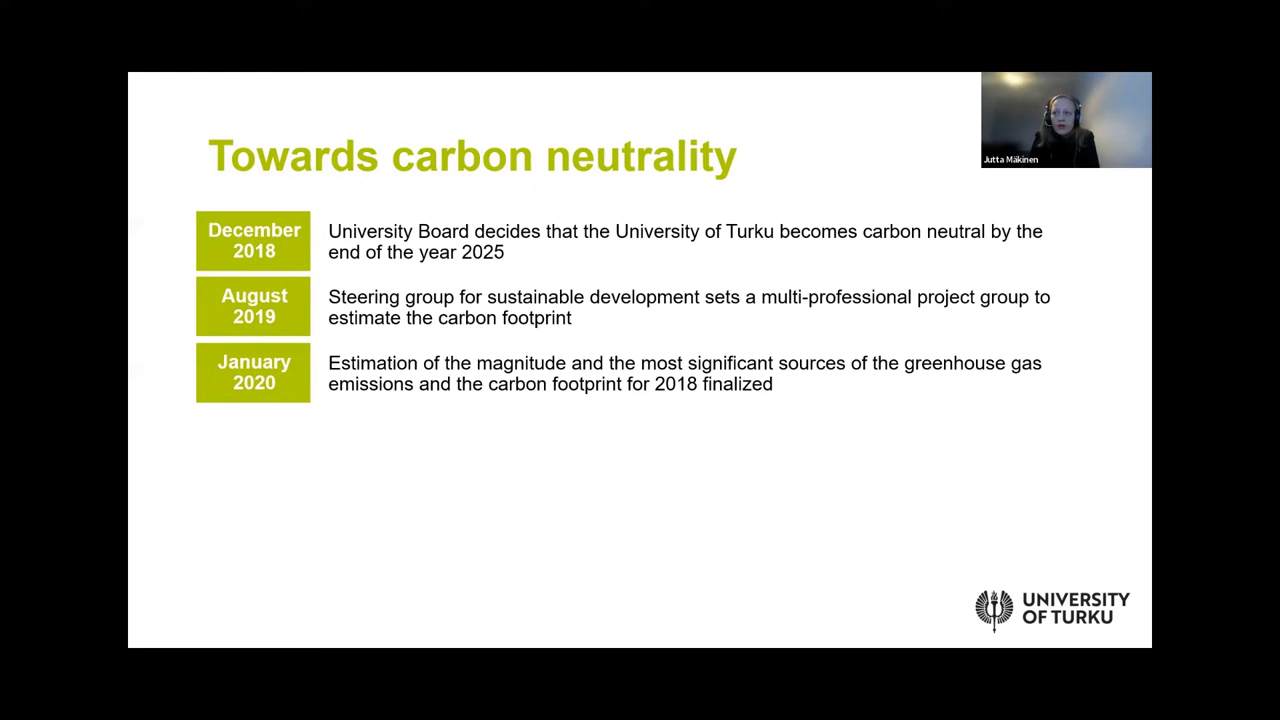 Towards carbon neutrality
Jutta Mäkinen
December
2018
University Board decides that the University of Turku becomes carbon neutral by the
end of the year 2025
August
2019
Steering group for sustainable development sets a multi-professional project group to
estimate the carbon footprint
January
2020
Estimation of the magnitude and the most significant sources of the greenhouse gas
emissions and the carbon footprint for 2018 finalized
UNIVERSITY
OF TURKU